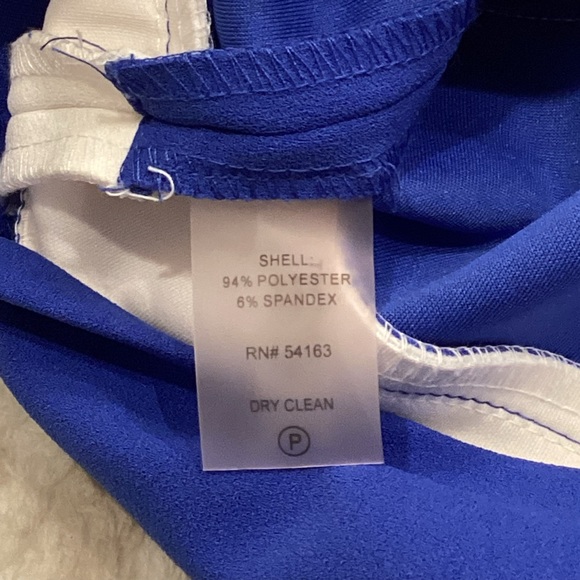 SHELL:
94% POLYESTER
6% SPANDEX
RN# 54163
DRY CLEAN
P